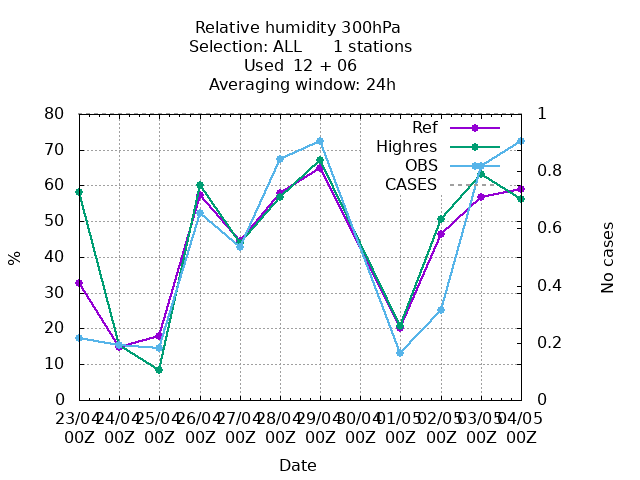 Relative humidity 300hPa
Selection: ALL 1 stations
Used 12 + 06
Averaging window: 24h
80 1
Ref
70
Highres
OBS
0.8
60 CASES
50
0.6
%
40
No cases
30
0.4
20
0.2
10
0 0
23/04 24/04 25/04 26/04 27/04 28/04 29/04 30/04 01/05 02/05 03/05 04/05
00Z 00Z 00Z 00Z 00Z 00Z 00Z 00Z 00Z 00Z 00Z 00Z
Date